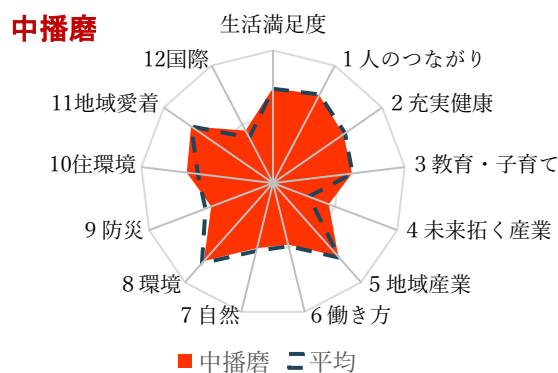 中播磨
生活満足度
1 人のつながり
2 充実健康
3 教育・子育て
4 未来拓く産業
5 地域産業
6 働き方
7 自然
8 環境
9 防災
10住環境
11地域愛着
12国際
中播磨 平均